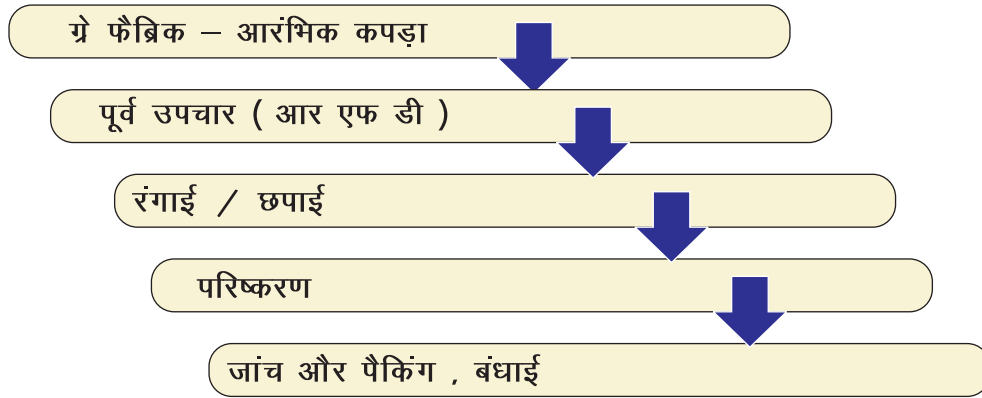 ग्रे फैब्रिक – आरंभिक कपड़ा
पूर्व उपचार ( आर एफ डी )
रंगाई / छपाई
परिष्करण
जांच और पैकिंग , बंधाई